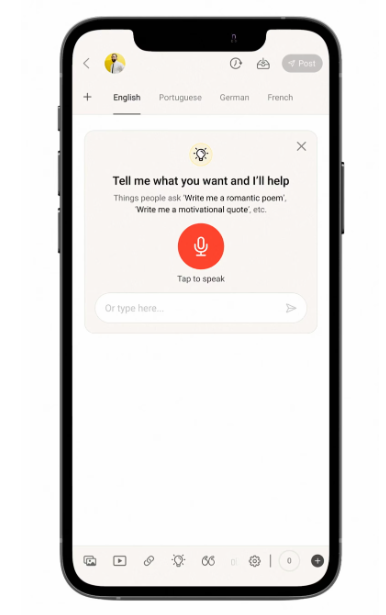 Post
English Portuguese German French
Tell me what you want and I'll help
Things people ask 'Write me a romantic poem',
'Write me a motivational quote', etc.
Tap to speak
Or type here...
0